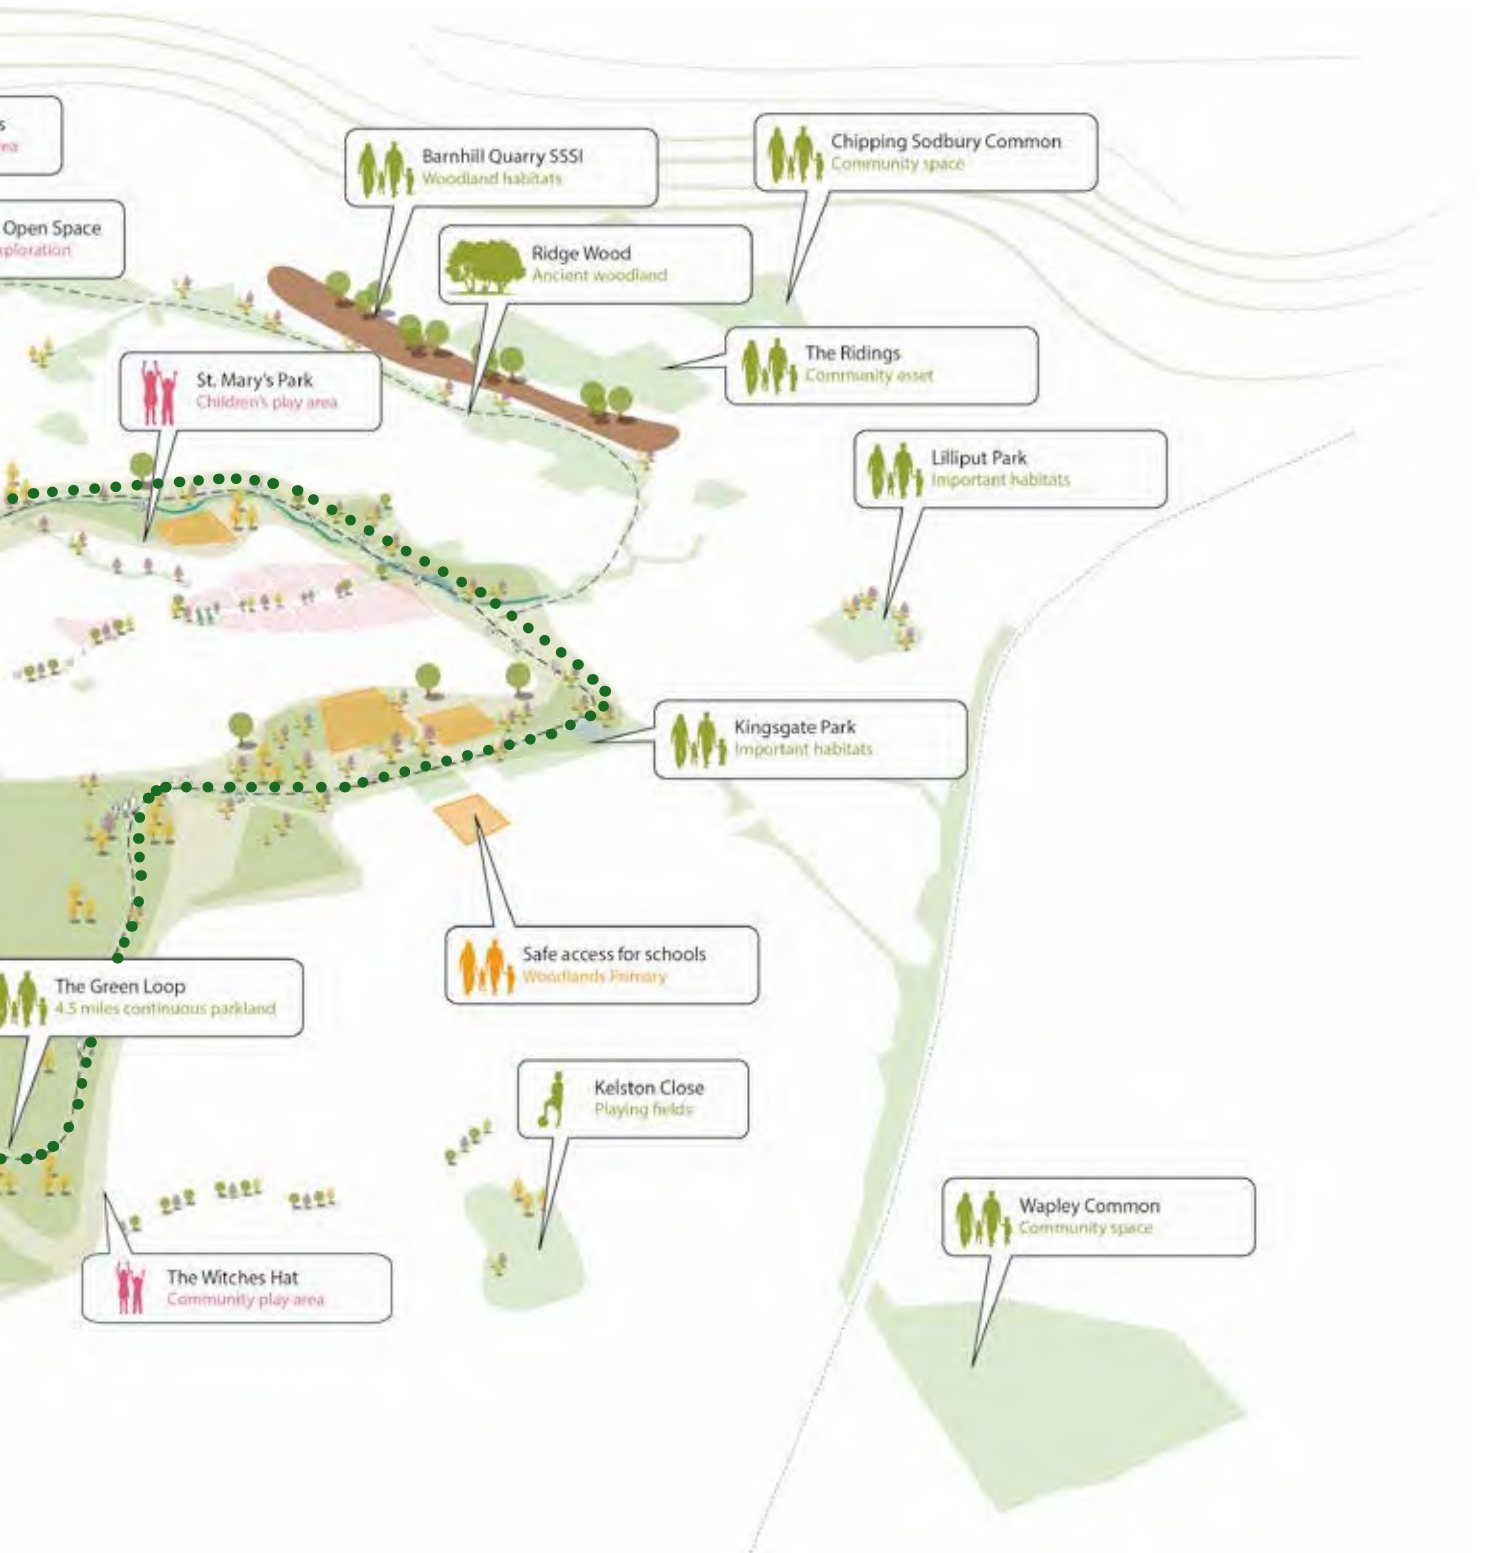 s
ea
Open Space
xploration
Barnhill Quarry SSSI
Woodland habitats
Chipping Sodbury Common
Community space
Ridge Wood
Ancient woodland
The Ridings
Community asset
St. Mary's Park
Children's play area
Lilliput Park
Important habitats
Kingsgate Park
Important habitats
Safe access for schools
Woodlands Primary
The Green Loop
4.5 miles continuous parkland
Kelston Close
Playing fields
Wapley Common
Community space
The Witches Hat
Community play area